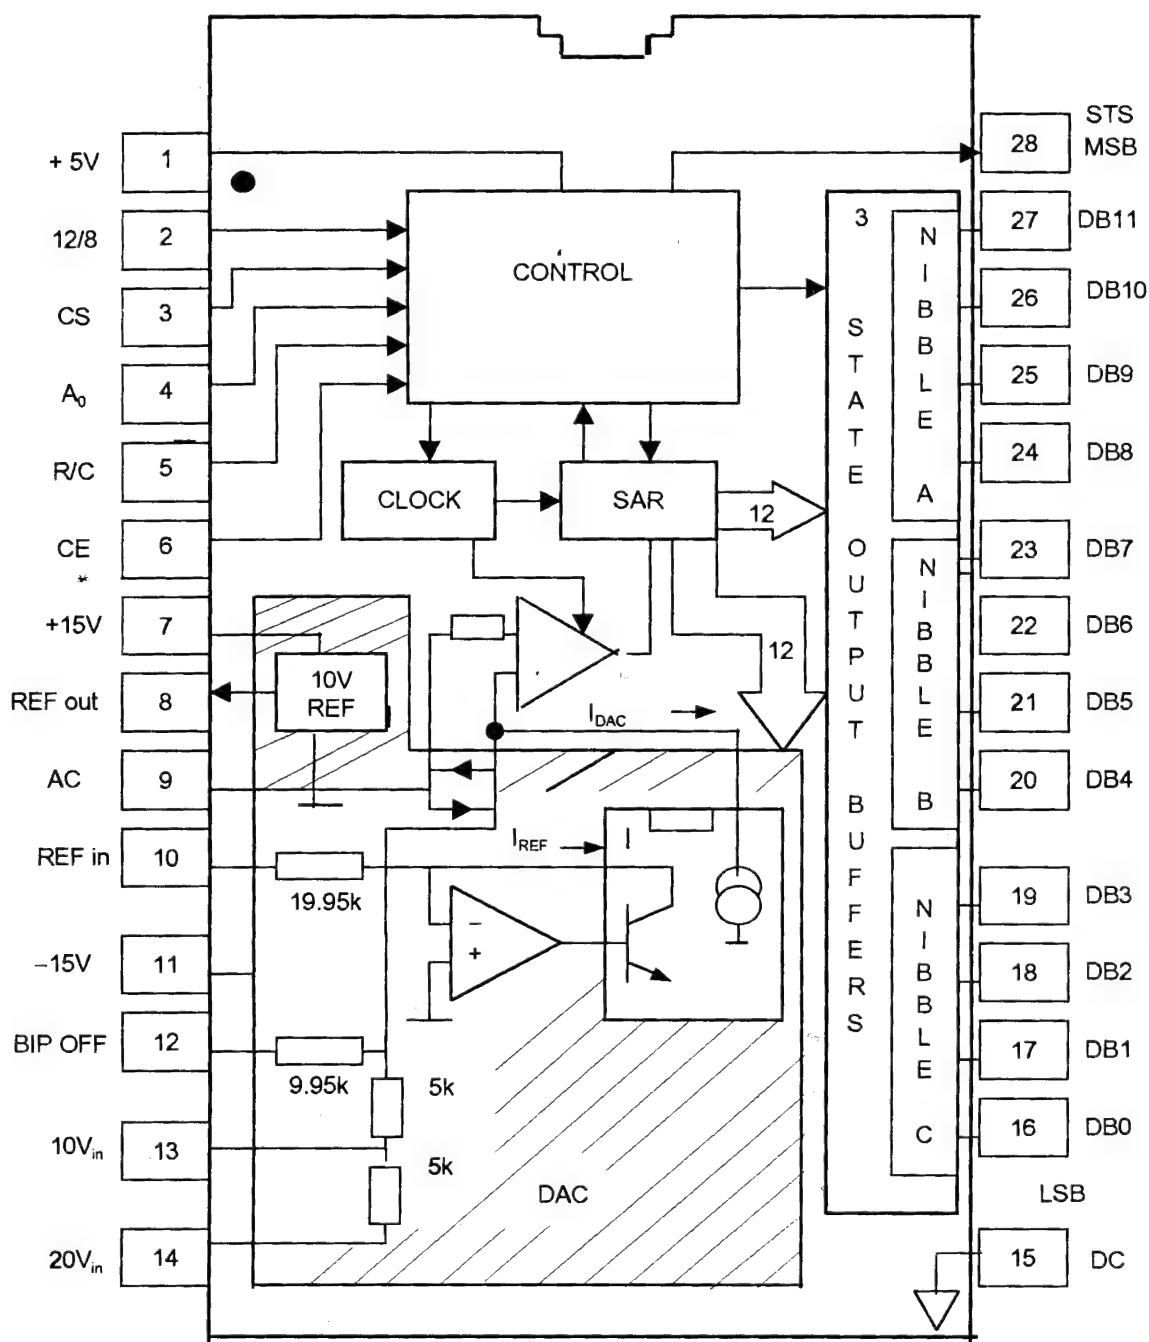 + 5V
1
12/8
2
CS
3
A₀
4
R/C
5
CE
6
*
+15V
7
REF out
8
AC
9
REF in
10
–15V
11
BIP OFF
12
10Vin
13
20Vin
14
CONTROL
CLOCK
SAR
12
12
10V
REF
IDAC
IREF
I
19.95k
–
+
9.95k
5k
5k
DAC
3 STATE OUTPUT BUFFERS
NIBBLE A
NIBBLE B
NIBBLE C
STS
28
MSB
27
DB11
26
DB10
25
DB9
24
DB8
23
DB7
22
DB6
21
DB5
20
DB4
19
DB3
18
DB2
17
DB1
16
DB0
LSB
15
DC